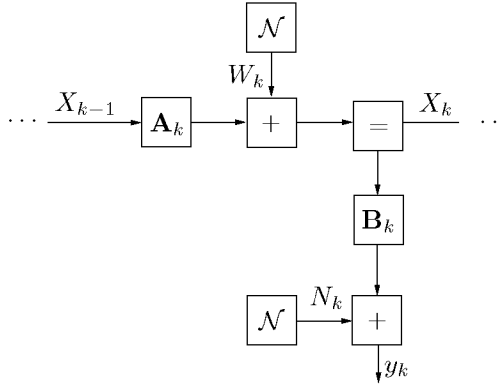 𝒩
W_k
⋯ X_{k−1} 𝐀_k + = X_k ⋯
𝐁_k
𝒩 N_k +
y_k